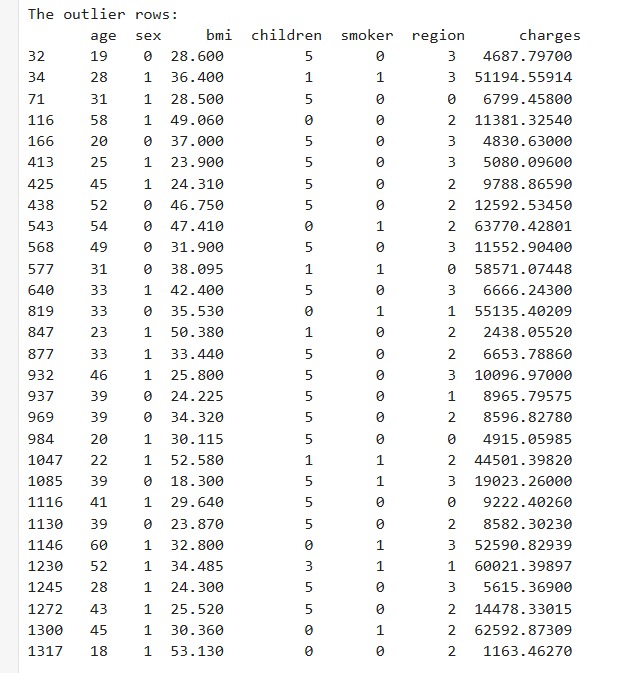 The outlier rows:
age sex bmi children smoker region charges
32 19 0 28.600 5 0 3 4687.79700
34 28 1 36.400 1 1 3 51194.55914
71 31 1 28.500 5 0 0 6799.45800
116 58 1 49.060 0 0 2 11381.32540
166 20 0 37.000 5 0 3 4830.63000
413 25 1 23.900 5 0 3 5080.09600
425 45 1 24.310 5 0 2 9788.86590
438 52 0 46.750 5 0 2 12592.53450
543 54 0 47.410 0 1 2 63770.42801
568 49 0 31.900 5 0 3 11552.90400
577 31 0 38.095 1 1 0 58571.07448
640 33 1 42.400 5 0 3 6666.24300
819 33 0 35.530 0 1 1 55135.40209
847 23 1 50.380 1 0 2 2438.05520
877 33 1 33.440 5 0 2 6653.78860
932 46 1 25.800 5 0 3 10096.97000
937 39 0 24.225 5 0 1 8965.79575
969 39 0 34.320 5 0 2 8596.82780
984 20 1 30.115 5 0 0 4915.05985
1047 22 1 52.580 1 1 2 44501.39820
1085 39 0 18.300 5 1 3 19023.26000
1116 41 1 29.640 5 0 0 9222.40260
1130 39 0 23.870 5 0 2 8582.30230
1146 60 1 32.800 0 1 3 52590.82939
1230 52 1 34.485 3 1 1 60021.39897
1245 28 1 24.300 5 0 3 5615.36900
1272 43 1 25.520 5 0 2 14478.33015
1300 45 1 30.360 0 1 2 62592.87309
1317 18 1 53.130 0 0 2 1163.46270